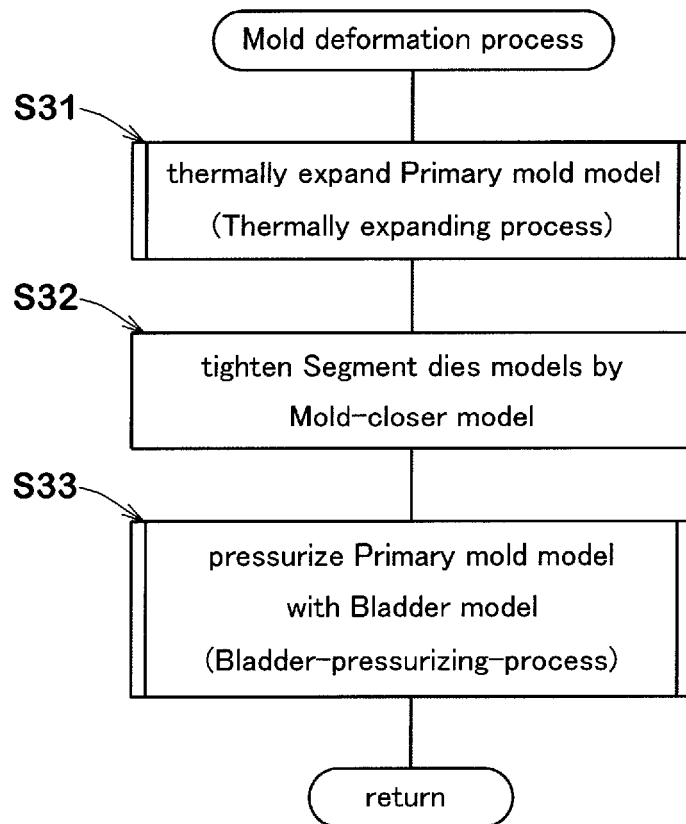 Mold deformation process
S31
thermally expand Primary mold model
(Thermally expanding process)
S32
tighten Segment dies models by
Mold-closer model
S33
pressurize Primary mold model
with Bladder model
(Bladder-pressurizing-process)
return